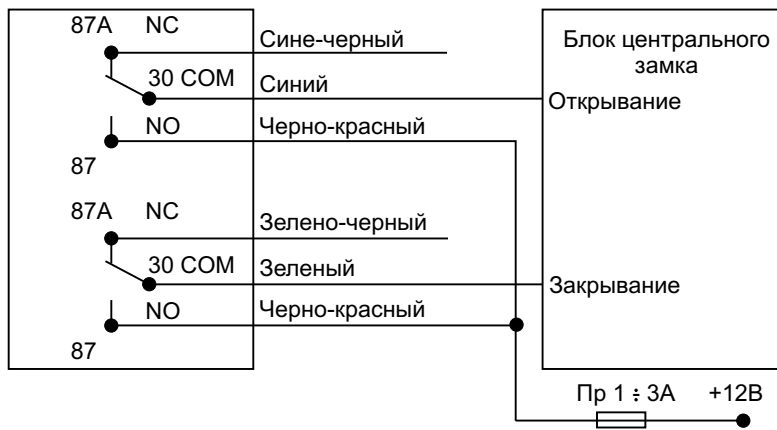 87A NC
Сине-черный
30 COM
Синий
NO
Черно-красный
87
87A NC
Зелено-черный
30 COM
Зеленый
NO
Черно-красный
87
Блок центрального
замка
Открывание
Закрывание
Пр 1 ÷ 3А
+12В